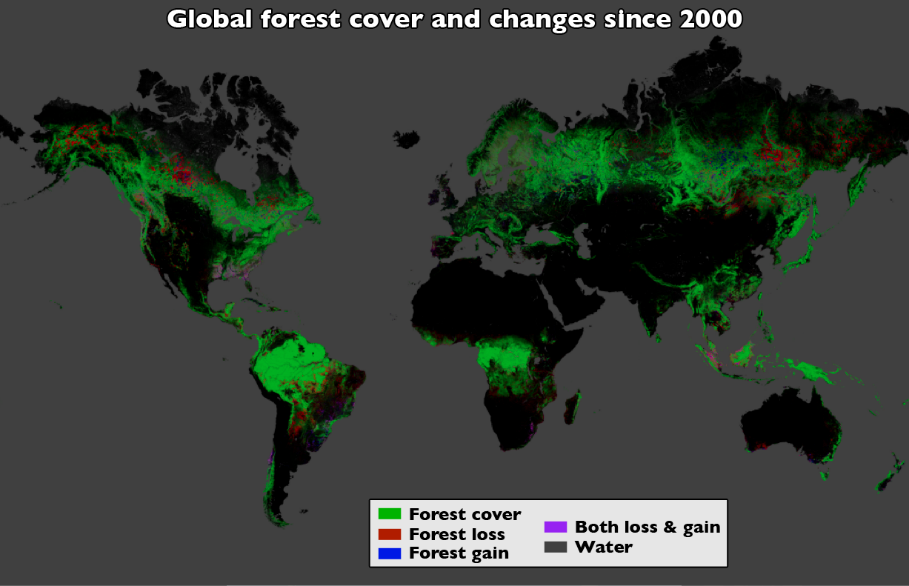 Global forest cover and changes since 2000
Forest cover
Forest loss
Forest gain
Both loss & gain
Water